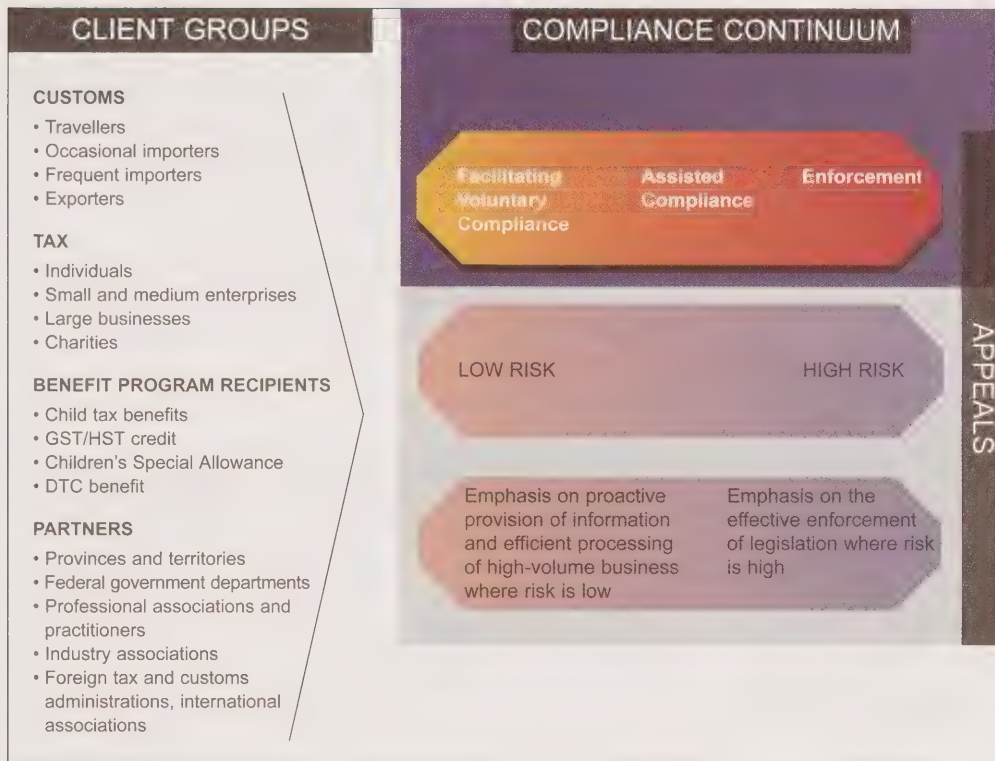 CLIENT GROUPS
CUSTOMS
• Travellers
• Occasional importers
• Frequent importers
• Exporters
TAX
• Individuals
• Small and medium enterprises
• Large businesses
• Charities
BENEFIT PROGRAM RECIPIENTS
• Child tax benefits
• GST/HST credit
• Children's Special Allowance
• DTC benefit
PARTNERS
• Provinces and territories
• Federal government departments
• Professional associations and
practitioners
• Industry associations
• Foreign tax and customs
administrations, international
associations
COMPLIANCE CONTINUUM
Facilitating
Voluntary
Compliance
Assisted
Compliance
Enforcement
LOW RISK
HIGH RISK
Emphasis on proactive
provision of information
and efficient processing
of high-volume business
where risk is low
Emphasis on the
effective enforcement
of legislation where risk
is high
APPEALS